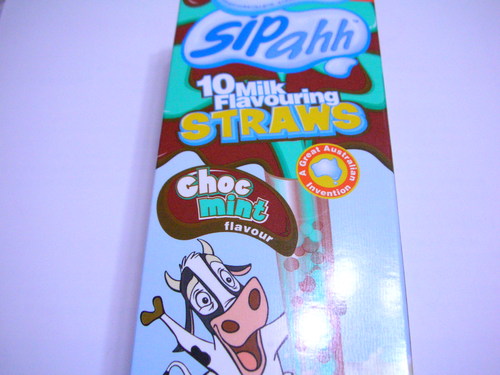 SIPahh
10 Milk
Flavouring
STRAWS
A Great Australian
Invention
choc
mint
flavour